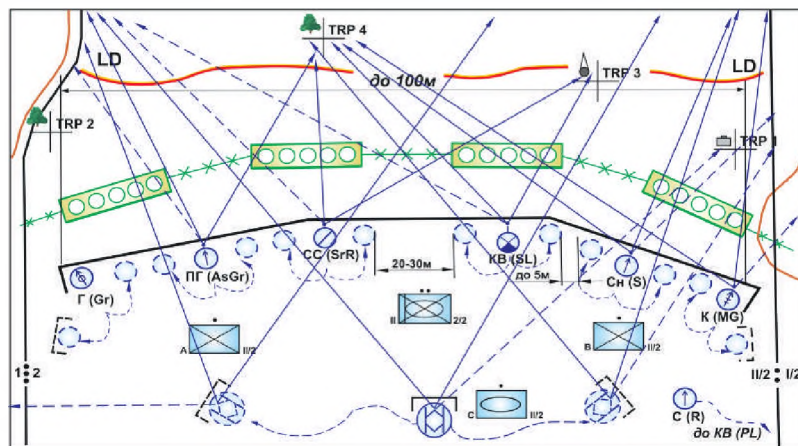 TRP 4
LD
LD
до 100м
TRP 3
TRP 2
TRP 1
СС (SrR)
КВ (SL)
20-30м
до 5м
ПГ (AsGr)
Сн (S)
Г (Gr)
К (MG)
II
2/2
А
II/2
В
II/2
1
2
II/2
I/2
С
II/2
С (R)
до КВ (PL)